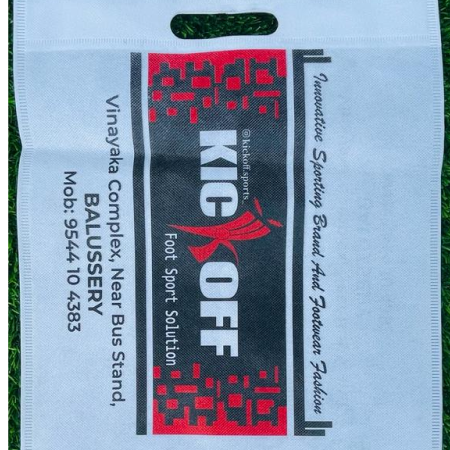 Innovative Sporting Brand And Footwear Fashion
@kickoff.sports
KICK OFF
Foot Sport Solution
Vinayaka Complex, Near Bus Stand,
BALUSSERY
Mob: 9544 10 4383